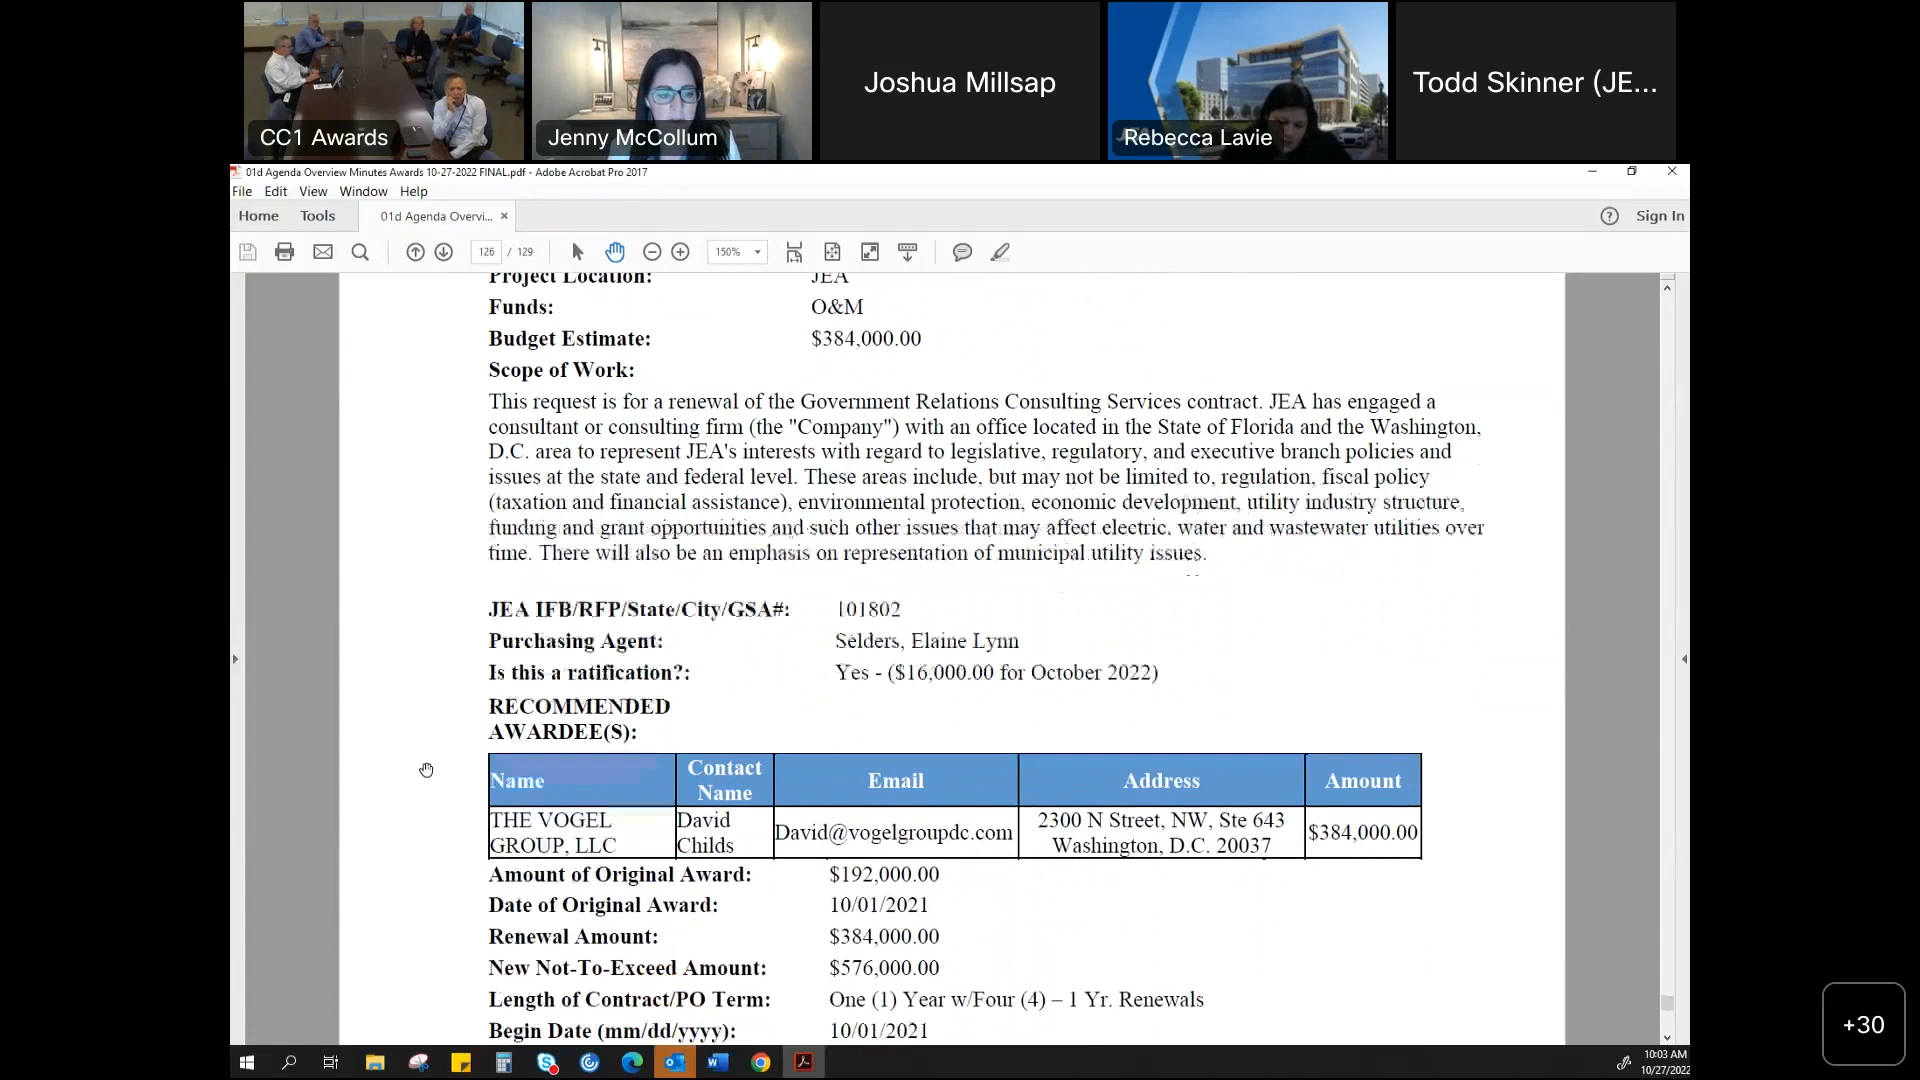 CC1 Awards
Jenny McCollum
Joshua Millsap
Rebecca Lavie
Todd Skinner (JE...
01d Agenda Overview Minutes Awards 10-27-2022 FINAL.pdf - Adobe Acrobat Pro 2017
File Edit View Window Help
Home Tools 01d Agenda Overvi... × Sign In
126 / 129 150%
Project Location: JEA
Funds: O&M
Budget Estimate: $384,000.00
Scope of Work:
This request is for a renewal of the Government Relations Consulting Services contract. JEA has engaged a
consultant or consulting firm (the "Company") with an office located in the State of Florida and the Washington,
D.C. area to represent JEA's interests with regard to legislative, regulatory, and executive branch policies and
issues at the state and federal level. These areas include, but may not be limited to, regulation, fiscal policy
(taxation and financial assistance), environmental protection, economic development, utility industry structure,
funding and grant opportunities and such other issues that may affect electric, water and wastewater utilities over
time. There will also be an emphasis on representation of municipal utility issues.
JEA IFB/RFP/State/City/GSA#: 101802
Purchasing Agent: Selders, Elaine Lynn
Is this a ratification?: Yes - ($16,000.00 for October 2022)
RECOMMENDED
AWARDEE(S):
Name Contact Name Email Address Amount
THE VOGEL GROUP, LLC David Childs David@vogelgroupdc.com 2300 N Street, NW, Ste 643 Washington, D.C. 20037 $384,000.00
Amount of Original Award: $192,000.00
Date of Original Award: 10/01/2021
Renewal Amount: $384,000.00
New Not-To-Exceed Amount: $576,000.00
Length of Contract/PO Term: One (1) Year w/Four (4) – 1 Yr. Renewals
Begin Date (mm/dd/yyyy): 10/01/2021
+30
10:03 AM
10/27/2022